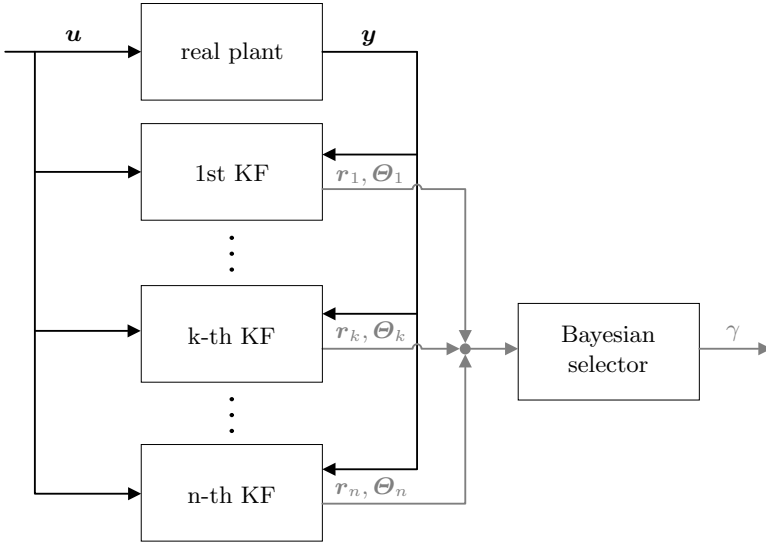 u
real plant
y
1st KF
r₁, Θ₁
k-th KF
rₖ, Θₖ
Bayesian
selector
γ
n-th KF
rₙ, Θₙ